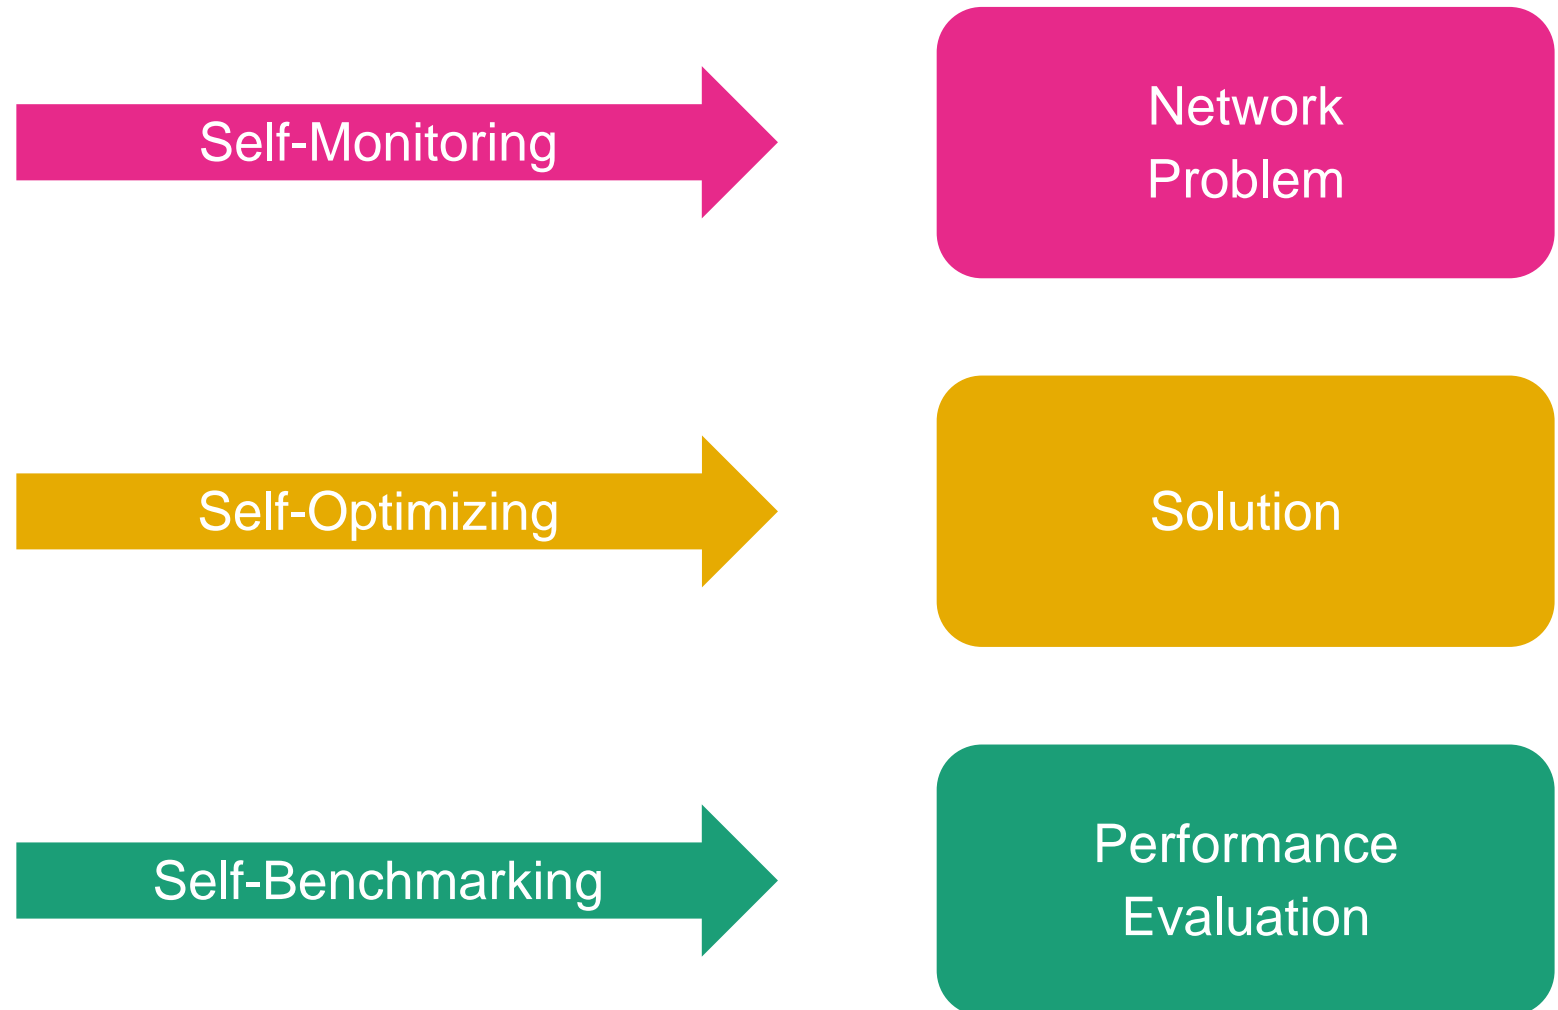 Self-Monitoring
Network
Problem
Self-Optimizing
Solution
Self-Benchmarking
Performance
Evaluation